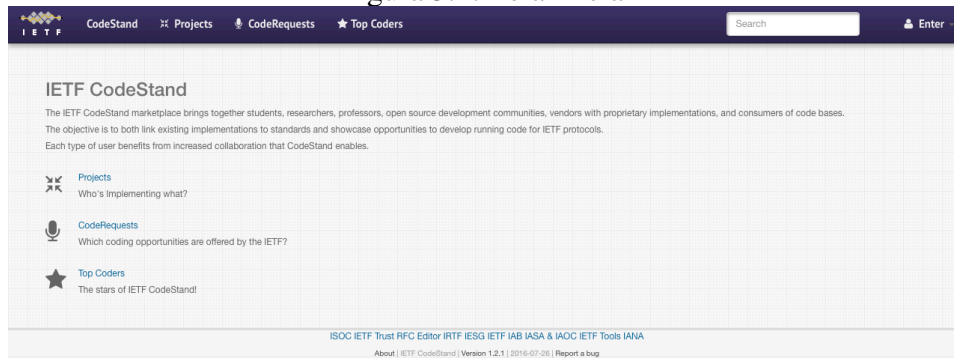 IETF CodeStand Projects CodeRequests Top Coders Search Enter
IETF CodeStand
The IETF CodeStand marketplace brings together students, researchers, professors, open source development communities, vendors with proprietary implementations, and consumers of code bases.
The objective is to both link existing implementations to standards and showcase opportunities to develop running code for IETF protocols.
Each type of user benefits from increased collaboration that CodeStand enables.
Projects
Who's Implementing what?
CodeRequests
Which coding opportunities are offered by the IETF?
Top Coders
The stars of IETF CodeStand!
ISOC IETF Trust RFC Editor IRTF IESG IETF IAB IASA & IAOC IETF Tools IANA
About | IETF CodeStand | Version 1.2.1 | 2016-07-26 | Report a bug